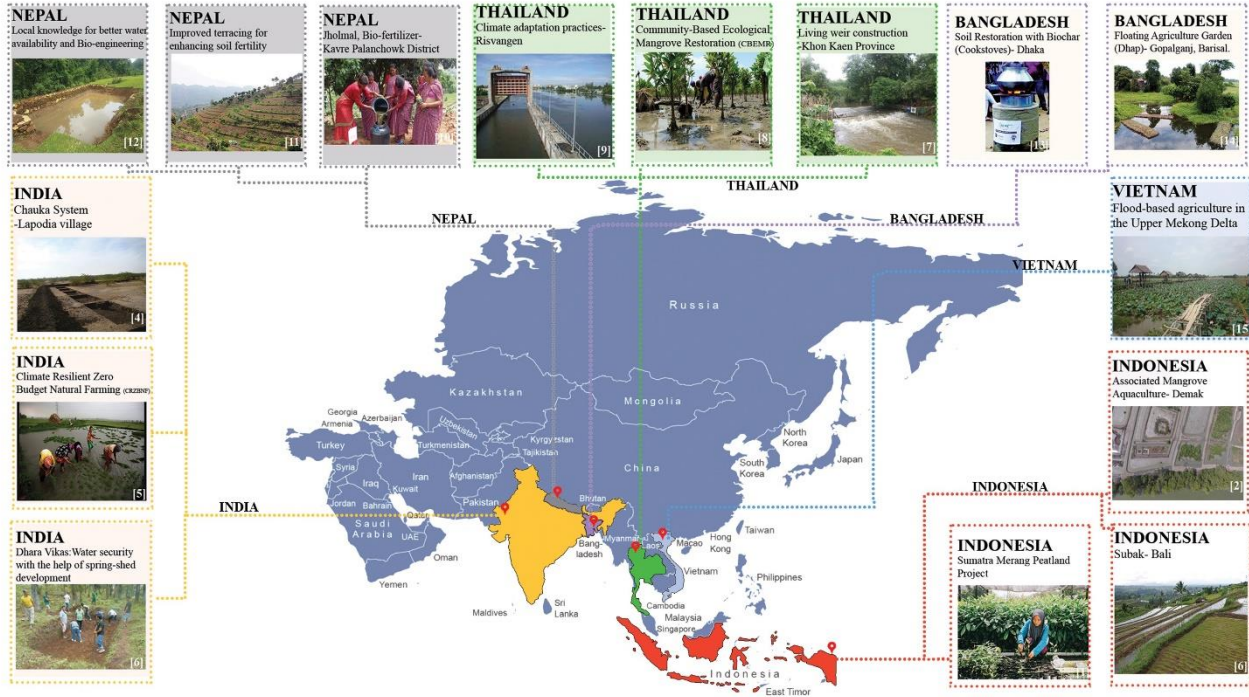 NEPAL
Local knowledge for better water
availability and Bio-engineering
[12]
NEPAL
Improved terracing for
enhancing soil fertility
[11]
NEPAL
Jholmal, Bio-fertilizer-
Kavre Palanchowk District
THAILAND
Climate adaptation practices-
Risvangen
[9]
THAILAND
Community-Based Ecological
Mangrove Restoration (CBEMR)
[8]
THAILAND
Living weir construction
-Khon Kaen Province
[7]
BANGLADESH
Soil Restoration with Biochar
(Cookstoves)- Dhaka
[13]
BANGLADESH
Floating Agriculture Garden
(Dhap)- Gopalganj, Barisal.
[14]
INDIA
Chauka System
-Lapodia village
[4]
INDIA
Climate Resilient Zero
Budget Natural Farming (CRZBNF)
[5]
INDIA
Dhara Vikas:Water security
with the help of spring-shed
development
[6]
NEPAL
THAILAND
BANGLADESH
VIETNAM
INDIA
INDONESIA
VIETNAM
Flood-based agriculture in
the Upper Mekong Delta
[15]
INDONESIA
Associated Mangrove
Aquaculture- Demak
[2]
INDONESIA
Sumatra Merang Peatland
Project
INDONESIA
Subak- Bali
[6]
Russia
Kazakhstan
Mongolia
Georgia
Armenia
Azerbaijan
Uzbekistan
Turkmenistan
Kyrgyzstan
Tajikistan
Turkey
Syria
Iraq
Iran
Afghanistan
Kuwait
Jordan
Bahrain
Pakistan
Qatar
Saudi
Arabia
UAE
Oman
Yemen
China
North
Korea
South
Korea
Japan
Bhutan
Bang-
ladesh
Myanmar
Laos
Macao
Hong
Kong
Taiwan
Vietnam
Philippines
Maldives
Sri
Lanka
Cambodia
Malaysia
Singapore
Indonesia
East Timor